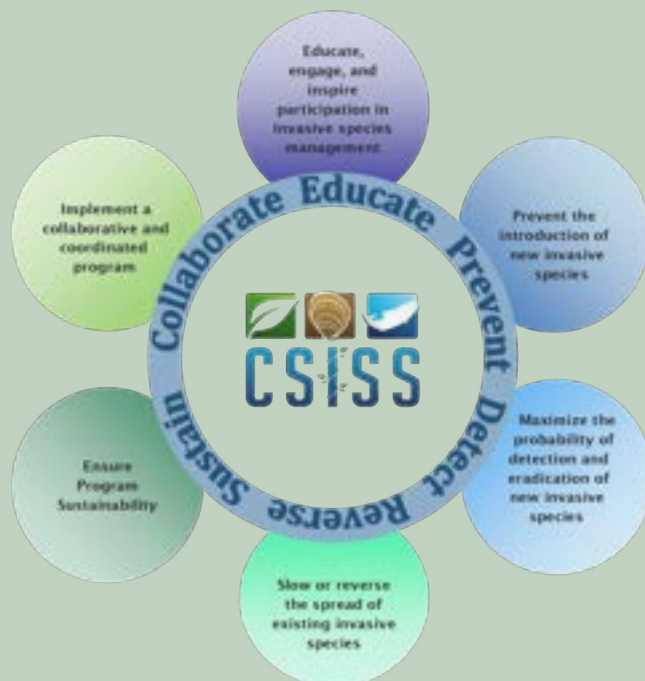 Educate,
engage, and
inspire
participation in
invasive species
management
Prevent the
introduction of
new invasive
species
Maximize the
probability of
detection and
eradication of
new invasive
species
Slow or reverse
the spread of
existing invasive
species
Ensure
Program
Sustainability
Implement a
collaborative and
coordinated
program
Collaborate Educate Prevent Detect Reverse Sustain
CSISS